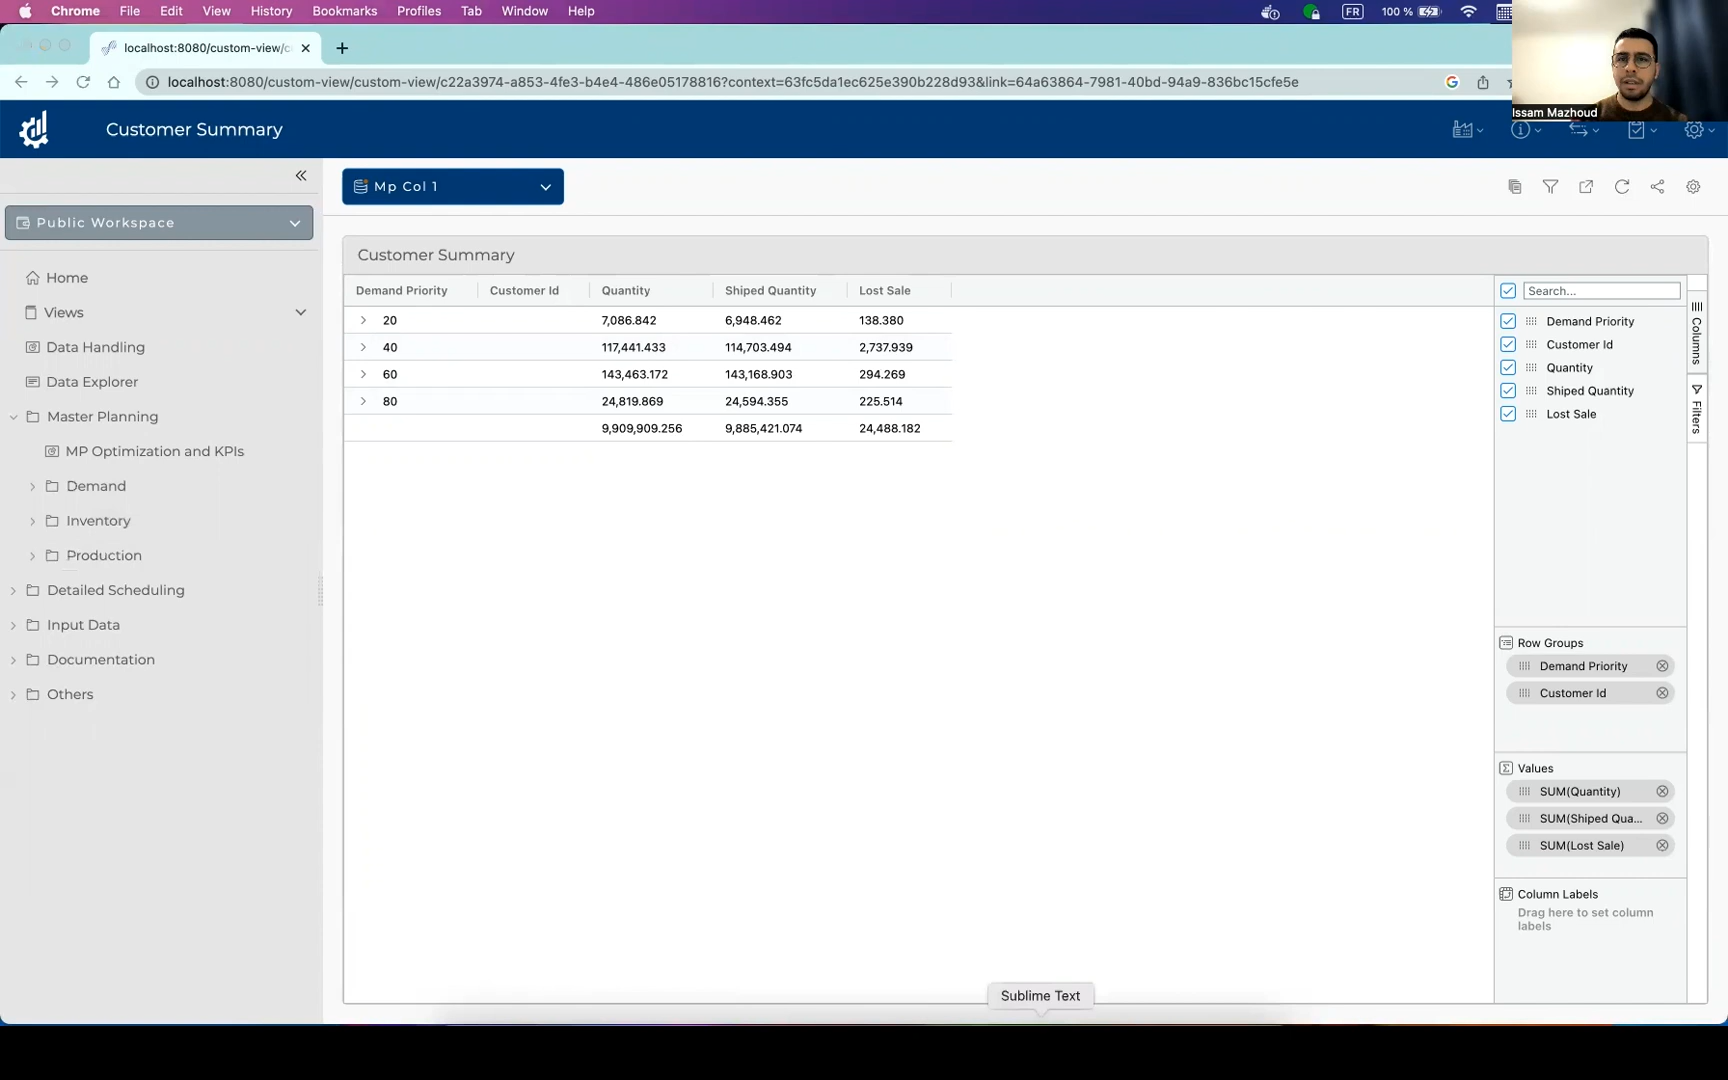 Chrome File Edit View History Bookmarks Profiles Tab Window Help FR 100 %
localhost:8080/custom-view/c
localhost:8080/custom-view/custom-view/c22a3974-a853-4fe3-b4e4-486e05178816?context=63fc5da1ec625e390b228d93&link=64a63864-7981-40bd-94a9-836bc15cfe5e
Issam Mazhoud
Customer Summary
Mp Col 1
Public Workspace
Home
Views
Data Handling
Data Explorer
Master Planning
MP Optimization and KPIs
Demand
Inventory
Production
Detailed Scheduling
Input Data
Documentation
Others
Customer Summary
Demand Priority Customer Id Quantity Shiped Quantity Lost Sale
20 7,086.842 6,948.462 138.380
40 117,441.433 114,703.494 2,737.939
60 143,463.172 143,168.903 294.269
80 24,819.869 24,594.355 225.514
9,909,909.256 9,885,421.074 24,488.182
Search...
Demand Priority
Customer Id
Quantity
Shiped Quantity
Lost Sale
Columns
Filters
Row Groups
Demand Priority
Customer Id
Values
SUM(Quantity)
SUM(Shiped Qua...
SUM(Lost Sale)
Column Labels
Drag here to set column
labels
Sublime Text